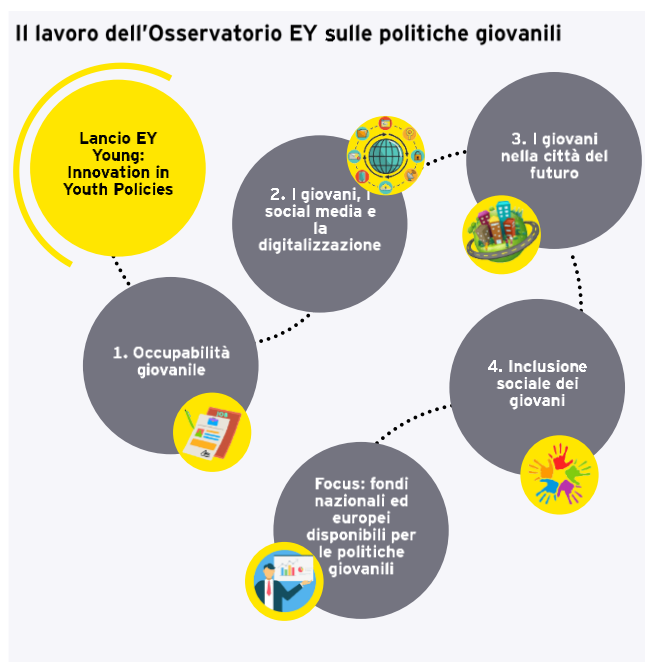 Il lavoro dell'Osservatorio EY sulle politiche giovanili
Lancio EY
Young:
Innovation in
Youth Policies
1. Occupabilità
giovanile
JOB
2. I giovani, i
social media e
la
digitalizzazione
3. I giovani
nella città del
futuro
4. Inclusione
sociale dei
giovani
Focus: fondi
nazionali ed
europei
disponibili per
le politiche
giovanili